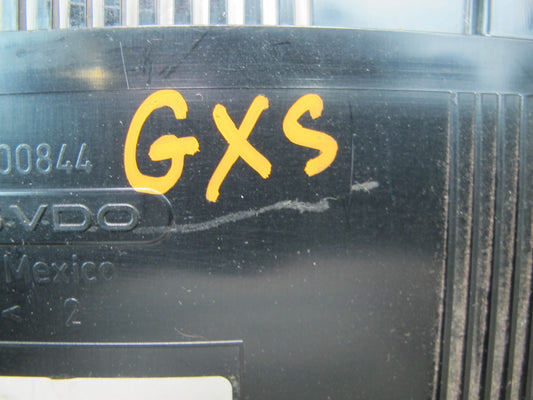 GXS
00844
VDO
Mexico
< 2